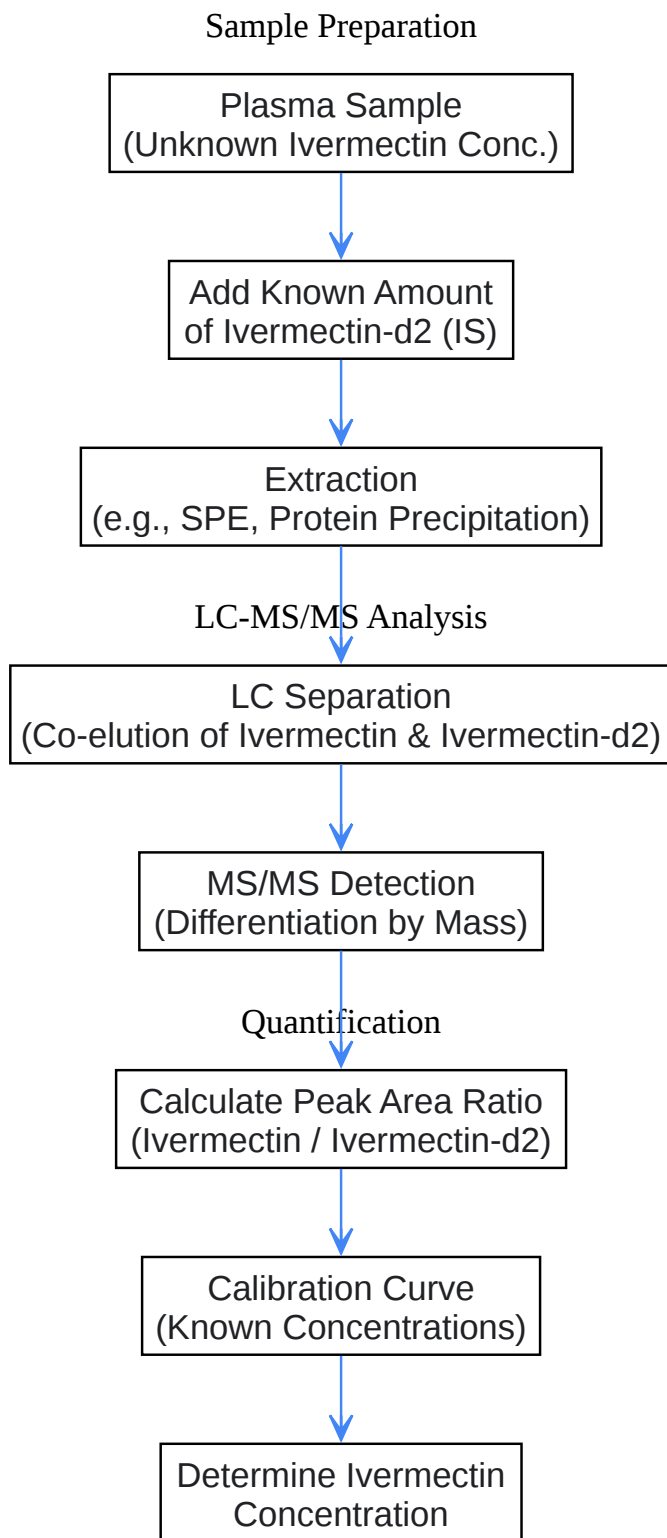 Sample Preparation
Plasma Sample
(Unknown Ivermectin Conc.)
Add Known Amount
of Ivermectin-d2 (IS)
Extraction
(e.g., SPE, Protein Precipitation)
LC-MS/MS Analysis
LC Separation
(Co-elution of Ivermectin & Ivermectin-d2)
MS/MS Detection
(Differentiation by Mass)
Quantification
Calculate Peak Area Ratio
(Ivermectin / Ivermectin-d2)
Calibration Curve
(Known Concentrations)
Determine Ivermectin
Concentration